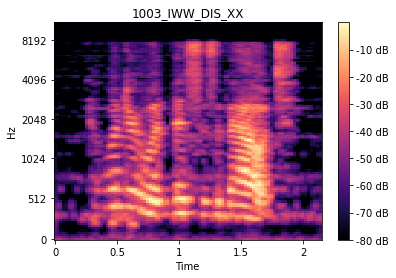 1003_IWW_DIS_XX
8192
4096
2048
1024
512
0
Hz
0
0.5
1
1.5
2
Time
-10 dB
-20 dB
-30 dB
-40 dB
-50 dB
-60 dB
-70 dB
-80 dB